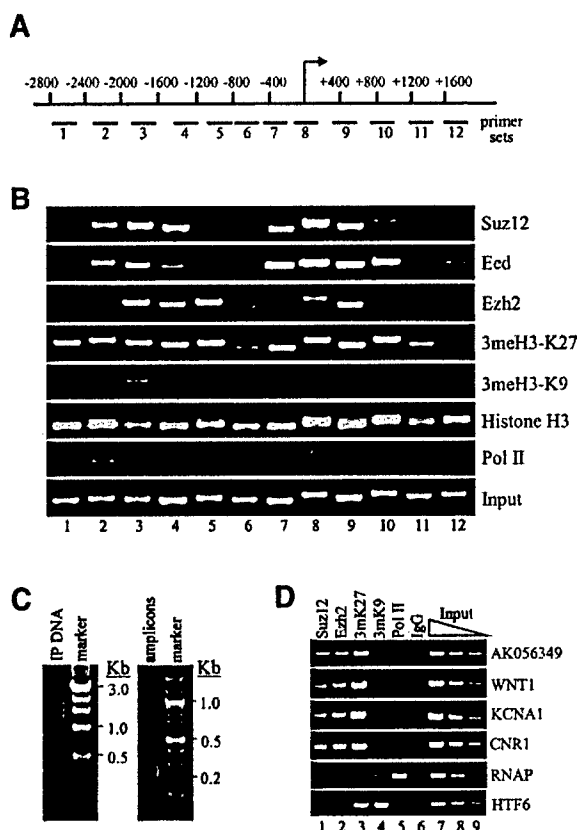 A
-2800 -2400 -2000 -1600 -1200 -800 -400 +400 +800 +1200 +1600
1 2 3 4 5 6 7 8 9 10 11 12 primer sets
B
Suz12
Eed
Ezh2
3meH3-K27
3meH3-K9
Histone H3
Pol II
Input
1 2 3 4 5 6 7 8 9 10 11 12
C
IP DNA
marker
Kb
3.0
1.0
0.5
amplicons
marker
Kb
1.0
0.5
0.2
D
Suz12 Ezh2 3mK27 3mK9 Pol II IgG Input
AK056349
WNT1
KCNA1
CNR1
RNAP
HTF6
1 2 3 4 5 6 7 8 9